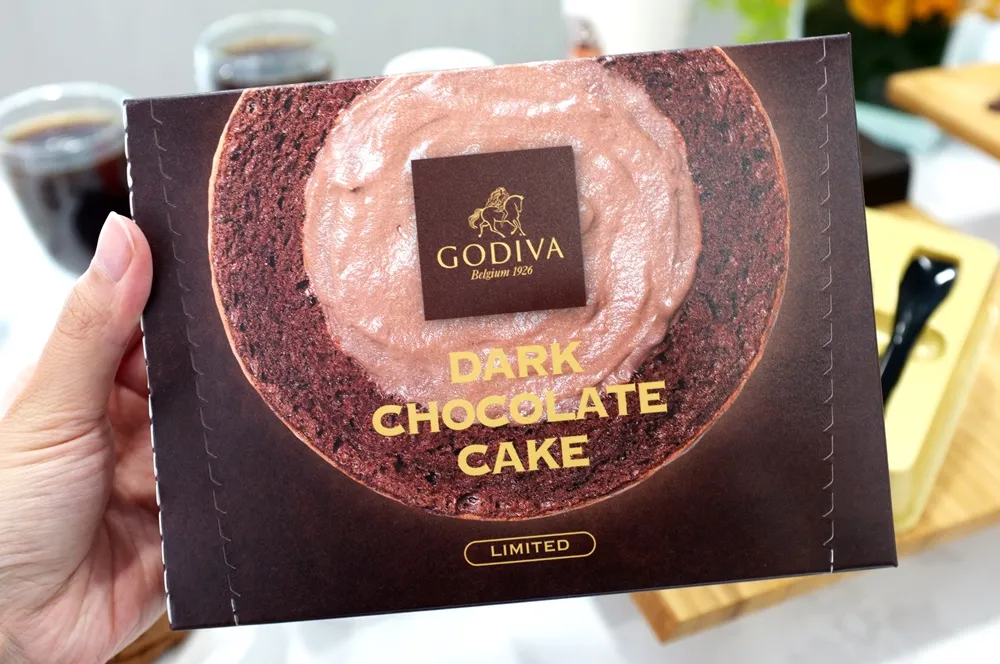 GODIVA
Belgium 1926
DARK
CHOCOLATE
CAKE
LIMITED